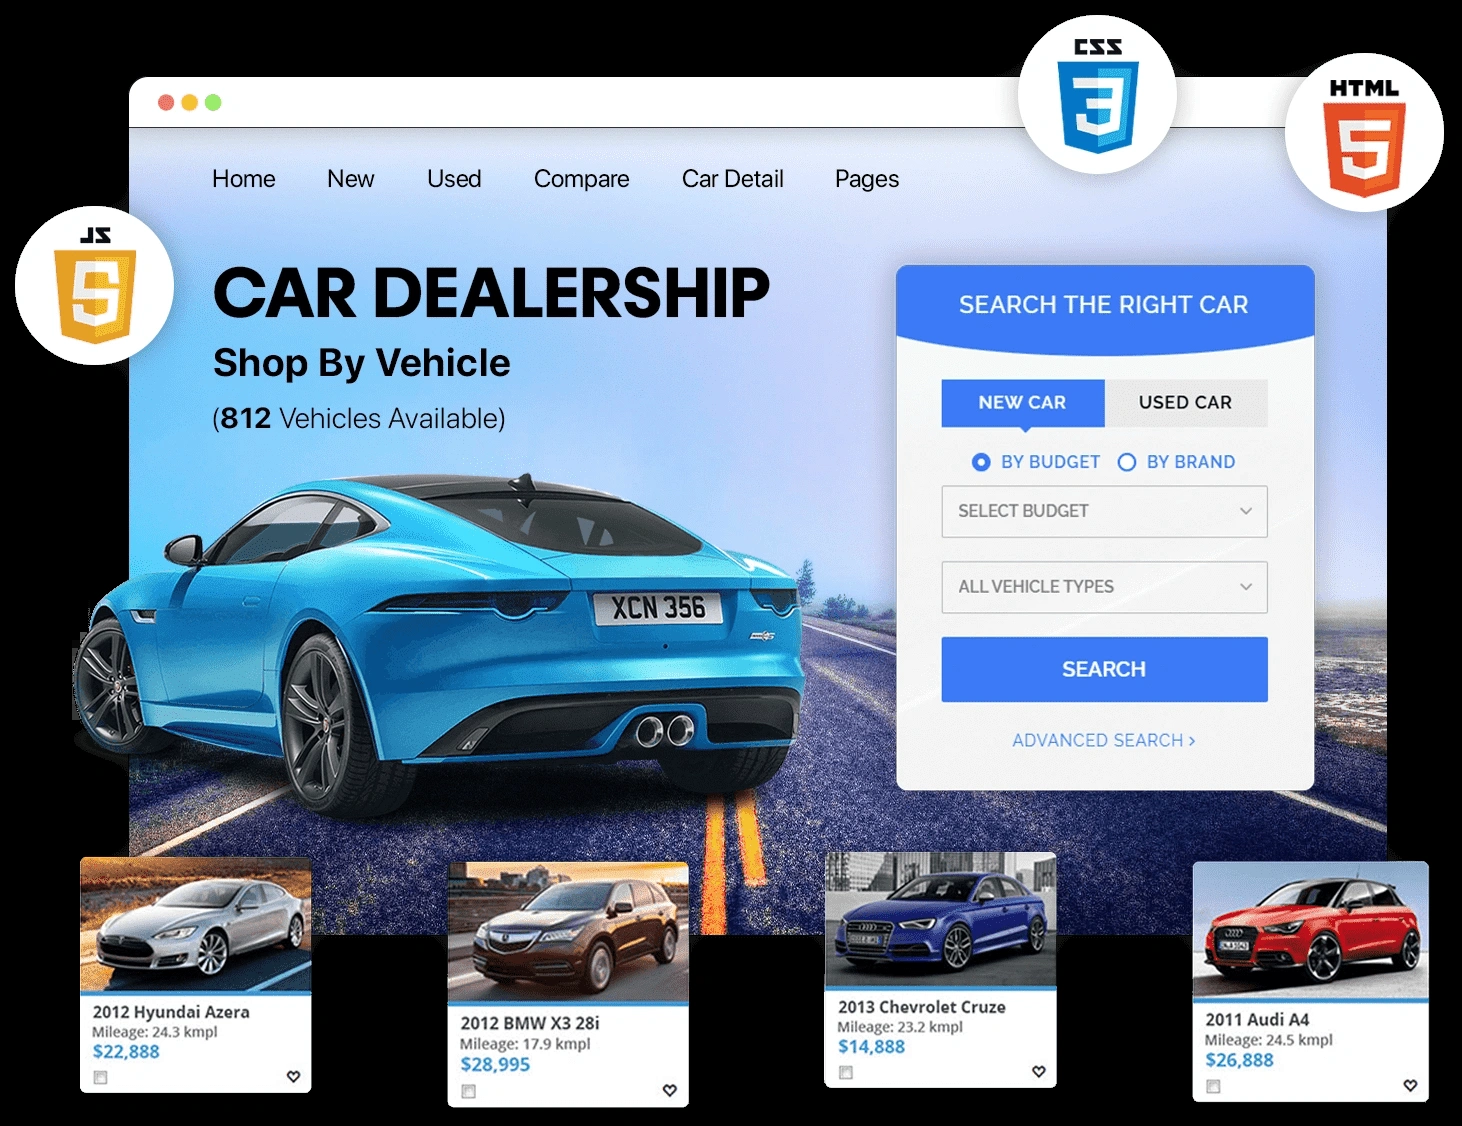 CSS
3
HTML
5
Home New Used Compare Car Detail Pages
JS
5
CAR DEALERSHIP
Shop By Vehicle
(812 Vehicles Available)
SEARCH THE RIGHT CAR
NEW CAR USED CAR
BY BUDGET BY BRAND
SELECT BUDGET
ALL VEHICLE TYPES
SEARCH
ADVANCED SEARCH >
XCN 356
2012 Hyundai Azera
Mileage: 24.3 kmpl
$22,888
2012 BMW X3 28i
Mileage: 17.9 kmpl
$28,995
2013 Chevrolet Cruze
Mileage: 23.2 kmpl
$14,888
2011 Audi A4
Mileage: 24.5 kmpl
$26,888